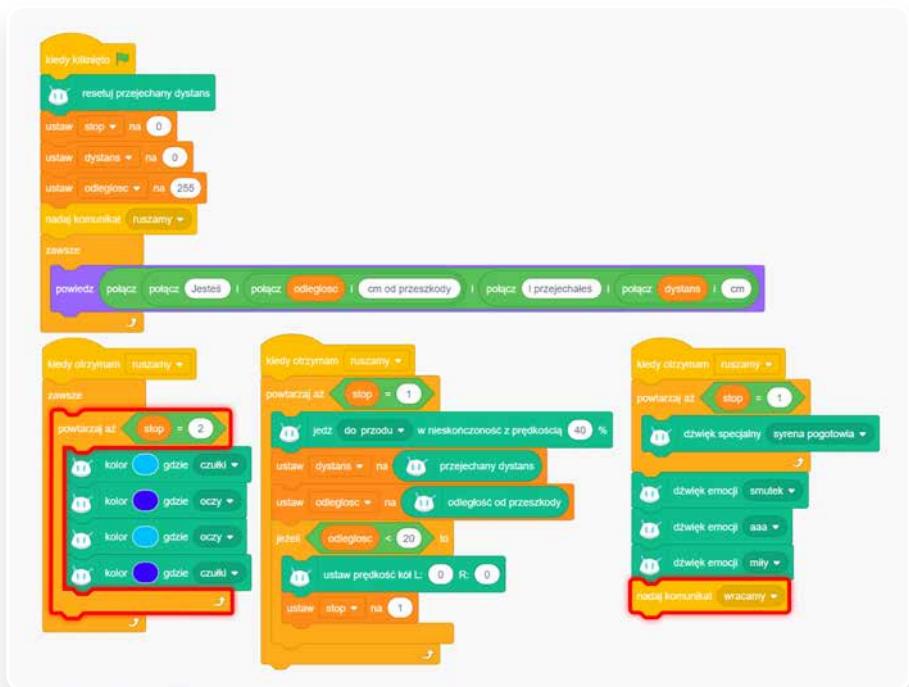 kiedy kliknięto
resetuj przejechany dystans
ustaw stop na 0
ustaw dystans na 0
ustaw odleglosc na 255
nadaj komunikat ruszamy
zawsze
powiedz połącz połącz Jesteś i połącz odleglosc i cm od przeszkody i połącz I przejechałeś i połącz dystans i cm
kiedy otrzymam ruszamy
zawsze
powtarzaj aż stop = 2
kolor gdzie czułki
kolor gdzie oczy
kolor gdzie oczy
kolor gdzie czułki
kiedy otrzymam ruszamy
powtarzaj aż stop = 1
jedź do przodu w nieskończoność z prędkością 40 %
ustaw dystans na przejechany dystans
ustaw odleglosc na odległość od przeszkody
jeżeli odleglosc < 20 to
ustaw prędkość kół L: 0 R: 0
ustaw stop na 1
kiedy otrzymam ruszamy
powtarzaj aż stop = 1
dźwięk specjalny syrena pogotowia
dźwięk emocji smutek
dźwięk emocji aaa
dźwięk emocji miły
nadaj komunikat wracamy